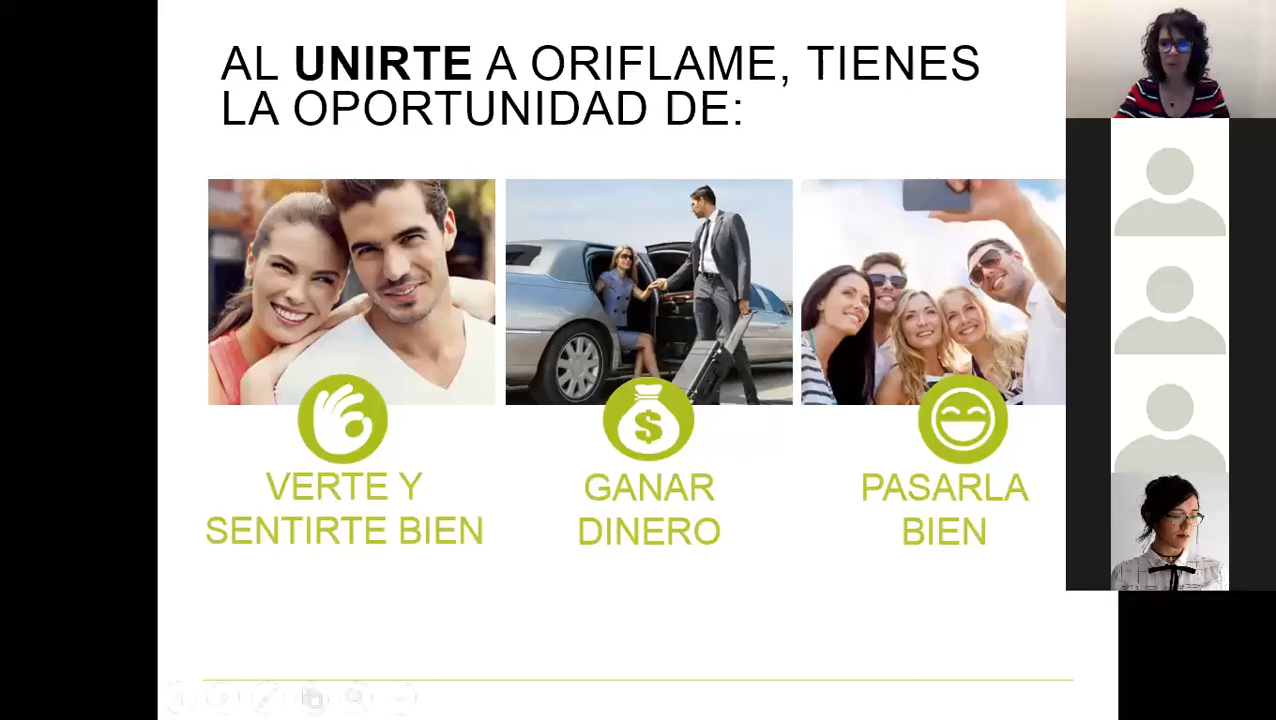 AL UNIRTE A ORIFLAME, TIENES
LA OPORTUNIDAD DE:
VERTE Y
SENTIRTE BIEN
$
GANAR
DINERO
PASARLA
BIEN